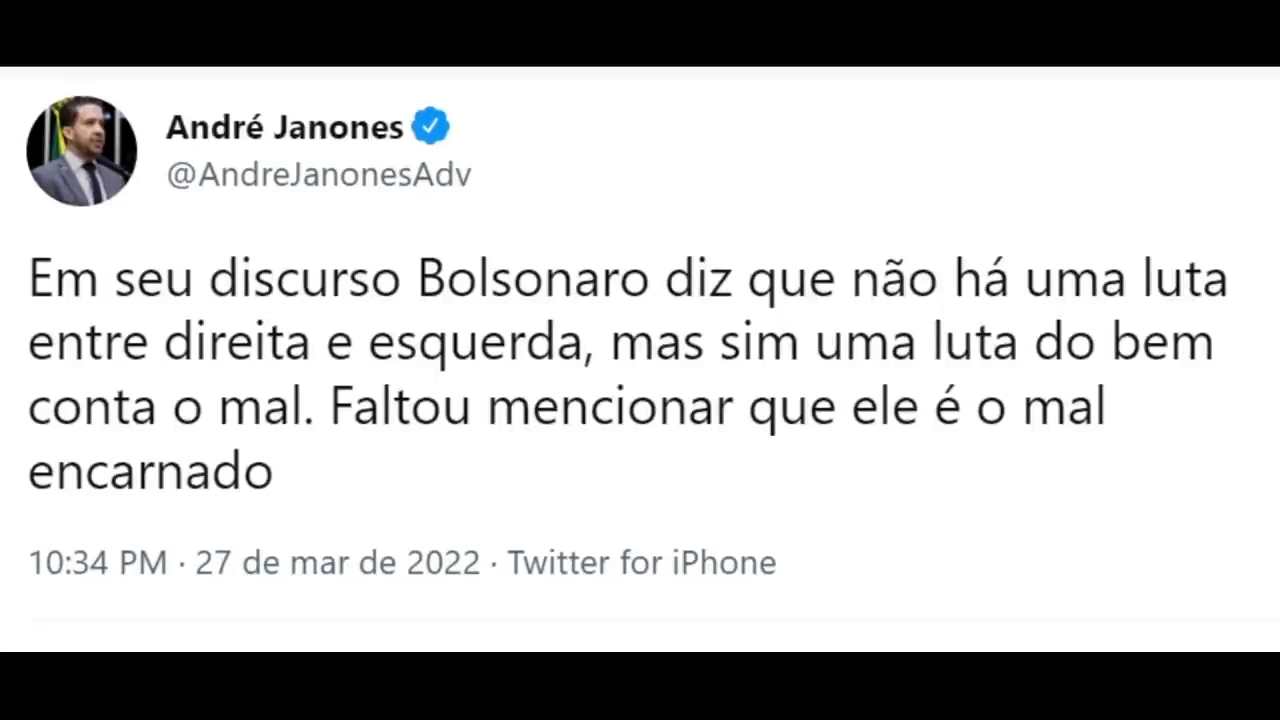 André Janones
@AndreJanonesAdv
Em seu discurso Bolsonaro diz que não há uma luta
entre direita e esquerda, mas sim uma luta do bem
conta o mal. Faltou mencionar que ele é o mal
encarnado
10:34 PM · 27 de mar de 2022 · Twitter for iPhone